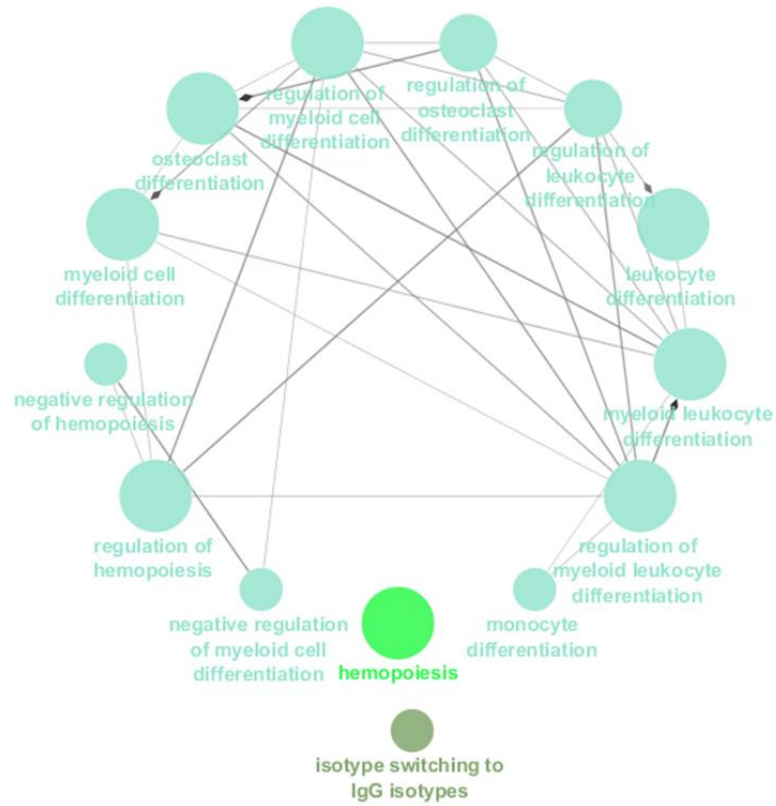 regulation of
myeloid cell
differentiation
regulation of
osteoclast
differentiation
osteoclast
differentiation
regulation of
leukocyte
differentiation
myeloid cell
differentiation
leukocyte
differentiation
negative regulation
of hemopoiesis
myeloid leukocyte
differentiation
regulation of
hemopoiesis
regulation of
myeloid leukocyte
differentiation
negative regulation
of myeloid cell
differentiation
monocyte
differentiation
hemopoiesis
isotype switching to
IgG isotypes